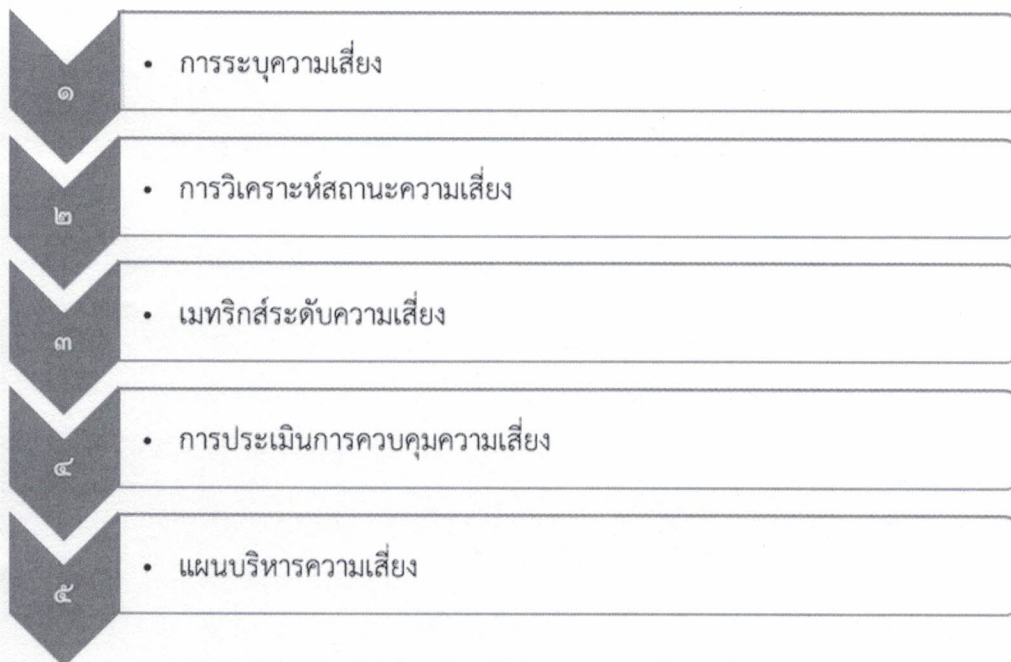 ๑
• การระบุความเสี่ยง
๒
• การวิเคราะห์สถานะความเสี่ยง
๓
• เมทริกส์ระดับความเสี่ยง
๔
• การประเมินการควบคุมความเสี่ยง
๕
• แผนบริหารความเสี่ยง